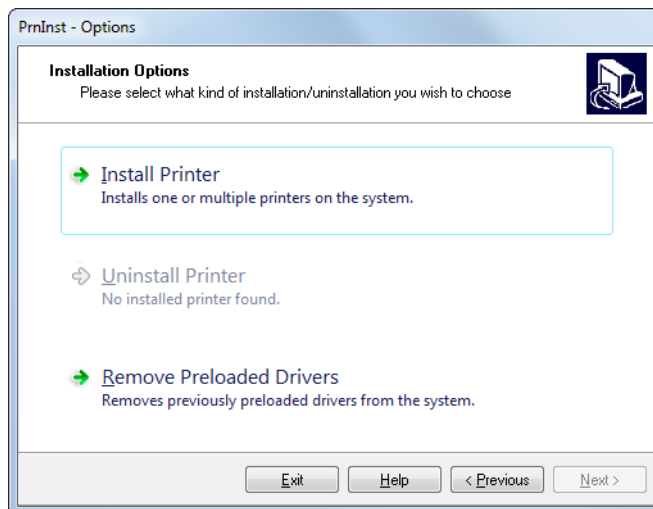 PrnInst - Options
Installation Options
Please select what kind of installation/uninstallation you wish to choose
Install Printer
Installs one or multiple printers on the system.
Uninstall Printer
No installed printer found.
Remove Preloaded Drivers
Removes previously preloaded drivers from the system.
Exit Help < Previous Next >